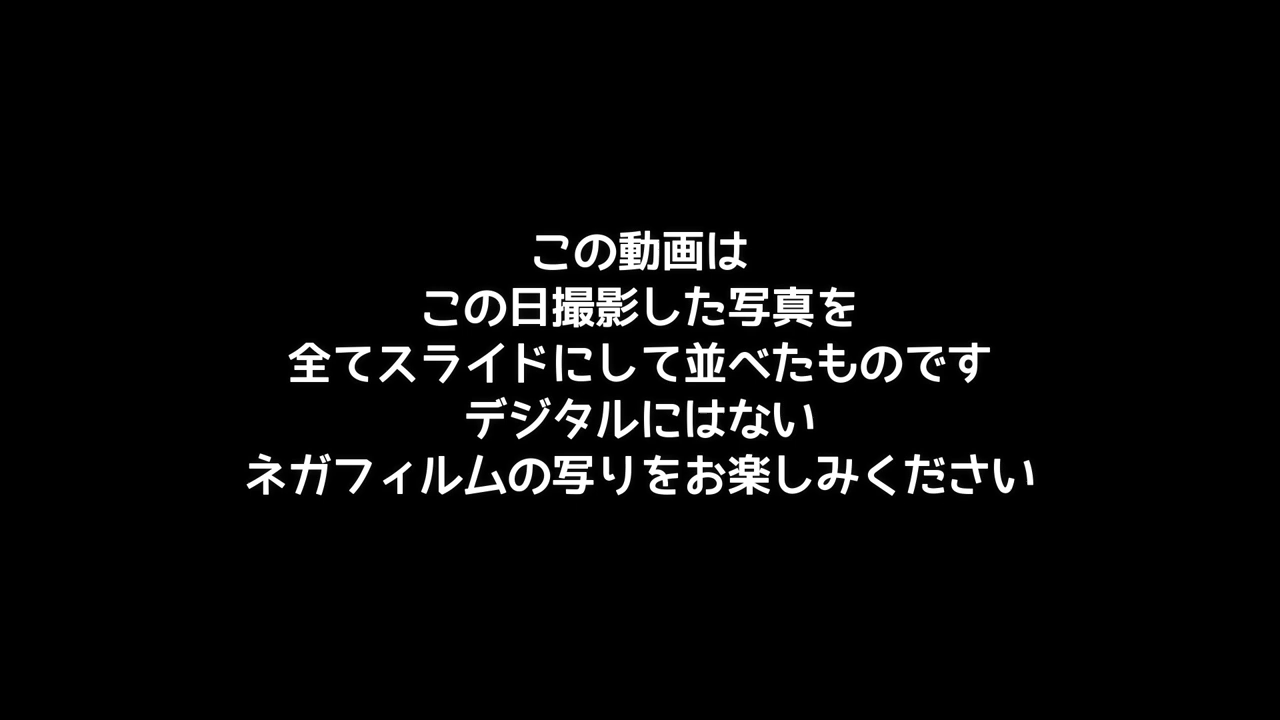 この動画は
この日撮影した写真を
全てスライドにして並べたものです
デジタルにはない
ネガフィルムの写りをお楽しみください